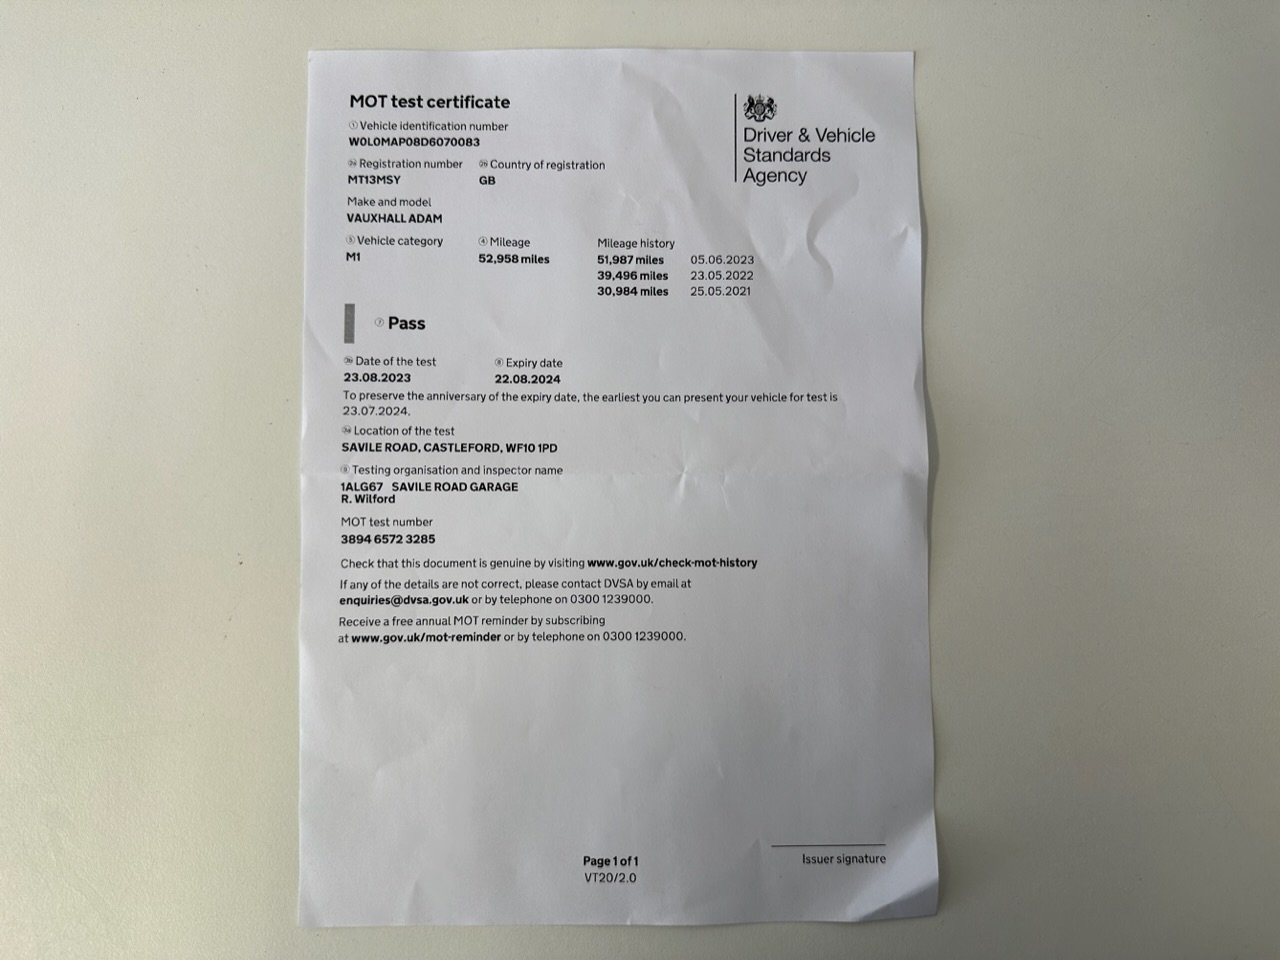 MOT test certificate
① Vehicle identification number
W0L0MAP08D6070083
Registration number
MT13MSY
Country of registration
GB
Make and model
VAUXHALL ADAM
Vehicle category
M1
④ Mileage
52,958 miles
Mileage history
51,987 miles 05.06.2023
39,496 miles 23.05.2022
30,984 miles 25.05.2021
Driver & Vehicle
Standards
Agency
⑦ Pass
Date of the test
23.08.2023
Expiry date
22.08.2024
To preserve the anniversary of the expiry date, the earliest you can present your vehicle for test is
23.07.2024.
Location of the test
SAVILE ROAD, CASTLEFORD, WF10 1PD
Testing organisation and inspector name
1ALG67 SAVILE ROAD GARAGE
R. Wilford
MOT test number
3894 6572 3285
Check that this document is genuine by visiting www.gov.uk/check-mot-history
If any of the details are not correct, please contact DVSA by email at
enquiries@dvsa.gov.uk or by telephone on 0300 1239000.
Receive a free annual MOT reminder by subscribing
at www.gov.uk/mot-reminder or by telephone on 0300 1239000.
Issuer signature
Page 1 of 1
VT20/2.0